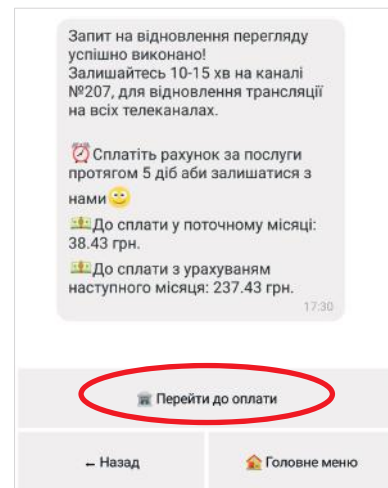 Запит на відновлення перегляду
успішно виконано!
Залишайтесь 10-15 хв на каналі
№207, для відновлення трансляції
на всіх телеканалах.
⏰Сплатіть рахунок за послуги
протягом 5 діб аби залишатися з
нами😊
💵До сплати у поточному місяці:
38.43 грн.
💵До сплати з урахуваням
наступного місяця: 237.43 грн.
17:30
🏦 Перейти до оплати
← Назад
🏠 Головне меню